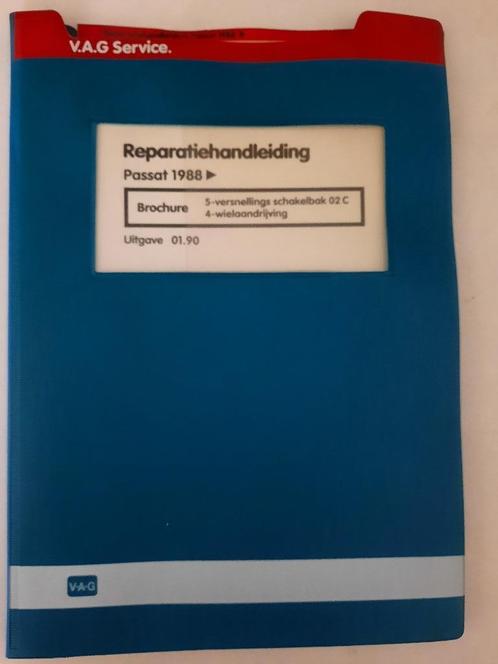 V.A.G Service.
Reparatiehandleiding
Passat 1988 ▶
Brochure
5-versnellings schakelbak 02 C
4-wielaandrijving
Uitgave 01.90
V·A·G